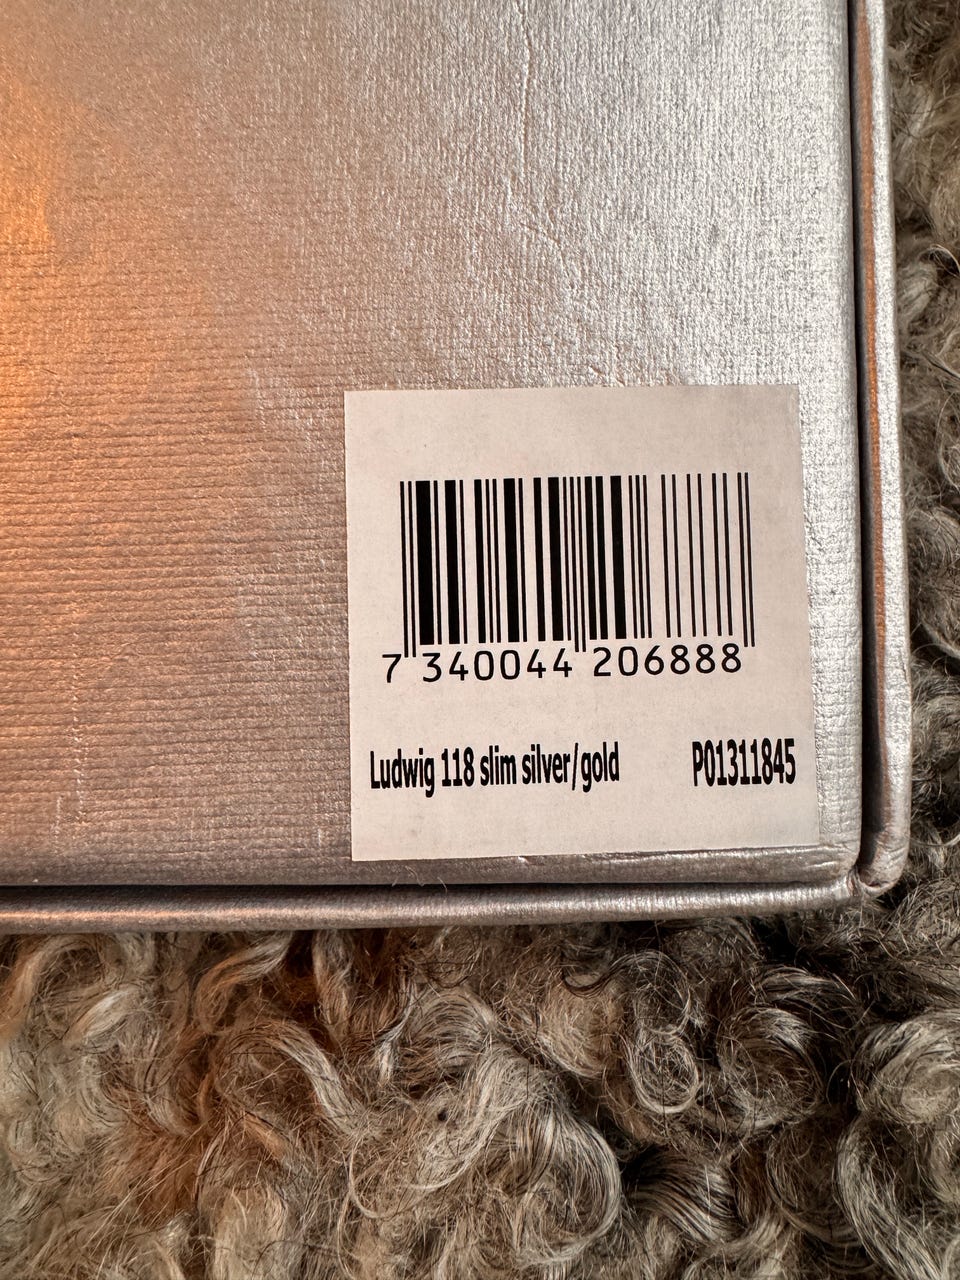 7 340044 206888
Ludwig 118 slim silver/gold P01311845